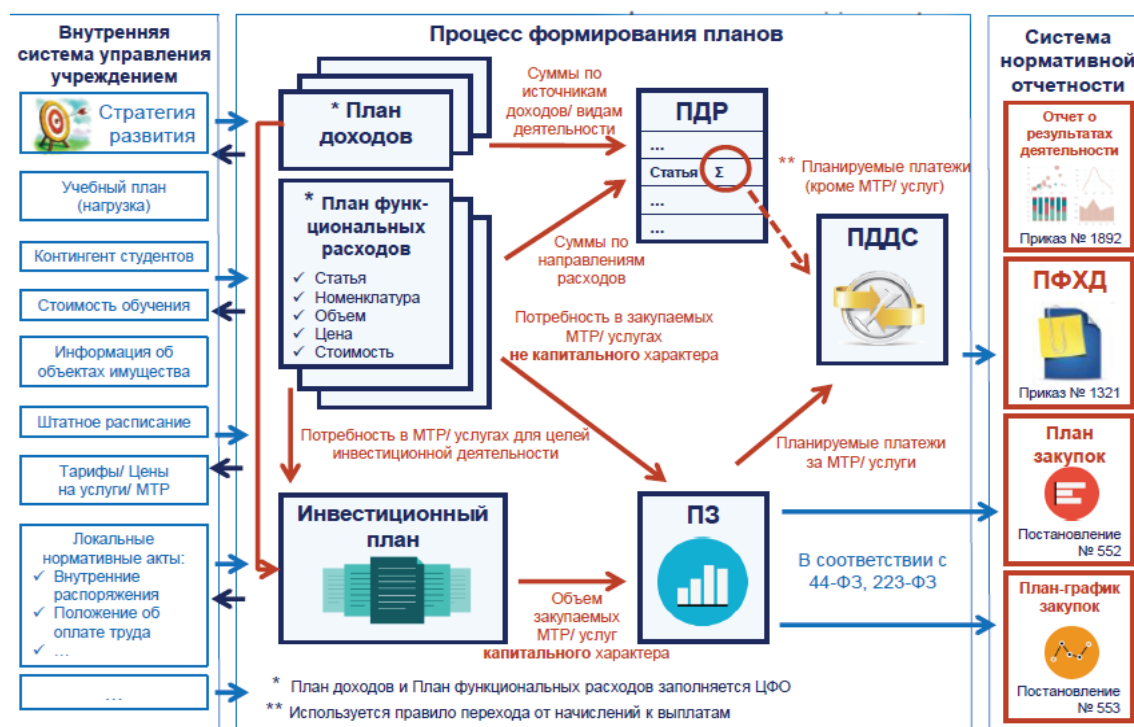 Внутренняя
система управления
учреждением
Стратегия
развития
Учебный план
(нагрузка)
Контингент студентов
Стоимость обучения
Информация об
объектах имущества
Штатное расписание
Тарифы/ Цены
на услуги/ МТР
Локальные
нормативные акты:
✓ Внутренние
распоряжения
✓ Положение об
оплате труда
✓ ...
...
Процесс формирования планов
* План
доходов
* План функ-
циональных
расходов
✓ Статья
✓ Номенклатура
✓ Объем
✓ Цена
✓ Стоимость
Суммы по
источникам
доходов/ видам
деятельности
ПДР
...
Статья Σ
...
...
** Планируемые платежи
(кроме МТР/ услуг)
Суммы по
направлениям
расходов
ПДДС
Потребность в закупаемых
МТР/ услугах
не капитального характера
Потребность в МТР/ услугах для целей
инвестиционной деятельности
Планируемые платежи
за МТР/ услуги
Инвестиционный
план
Объем
закупаемых
МТР/ услуг
капитального характера
ПЗ
В соответствии с
44-ФЗ, 223-ФЗ
* План доходов и План функциональных расходов заполняется ЦФО
** Используется правило перехода от начислений к выплатам
Система
нормативной
отчетности
Отчет о
результатах
деятельности
Приказ № 1892
ПФХД
Приказ № 1321
План
закупок
Постановление
№ 552
План-график
закупок
Постановление
№ 553